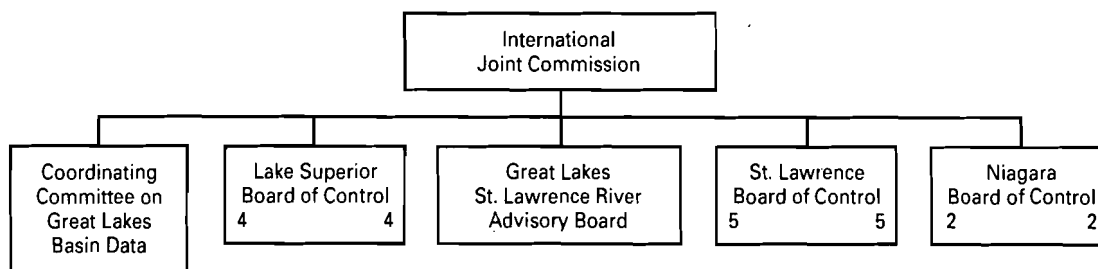 International
Joint Commission
Coordinating
Committee on
Great Lakes
Basin Data
Lake Superior
Board of Control
4 4
Great Lakes
St. Lawrence River
Advisory Board
St. Lawrence
Board of Control
5 5
Niagara
Board of Control
2 2